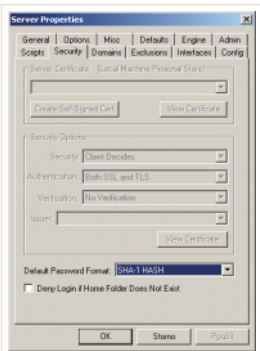 Server Properties
General Options Misc Defaults Engine Admin
Scripts Security Domains Exclusions Interfaces Config
Server Certificate (Local Machine Personal Store)
Create Self-Signed Cert View Certificate
Security Options
Security: Client Decides
Authentication: Both SSL and TLS
Verification: No Verification
Issuer:
View Certificate
Default Password Format: SHA-1 HASH
Deny Login if Home Folder Does Not Exist
OK Storno Použít